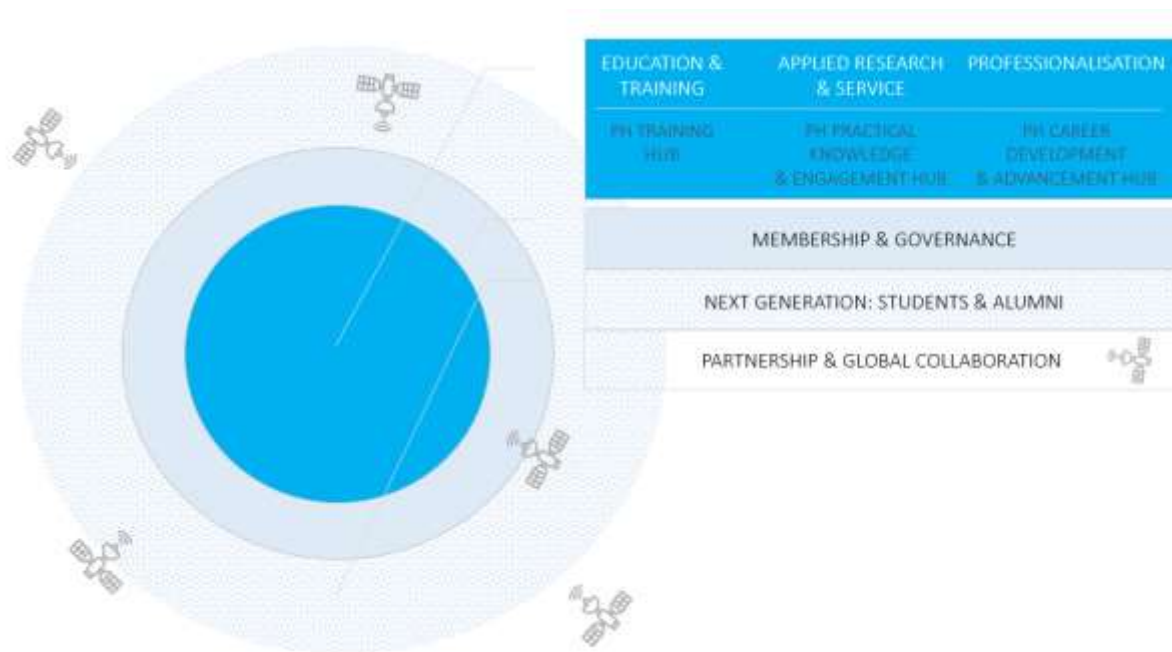 EDUCATION &
TRAINING
APPLIED RESEARCH
& SERVICE
PROFESSIONALISATION
PH TRAINING
HUB
PH PRACTICAL
KNOWLEDGE
& ENGAGEMENT HUB
PH CAREER
DEVELOPMENT
& ADVANCEMENT HUB
MEMBERSHIP & GOVERNANCE
NEXT GENERATION: STUDENTS & ALUMNI
PARTNERSHIP & GLOBAL COLLABORATION